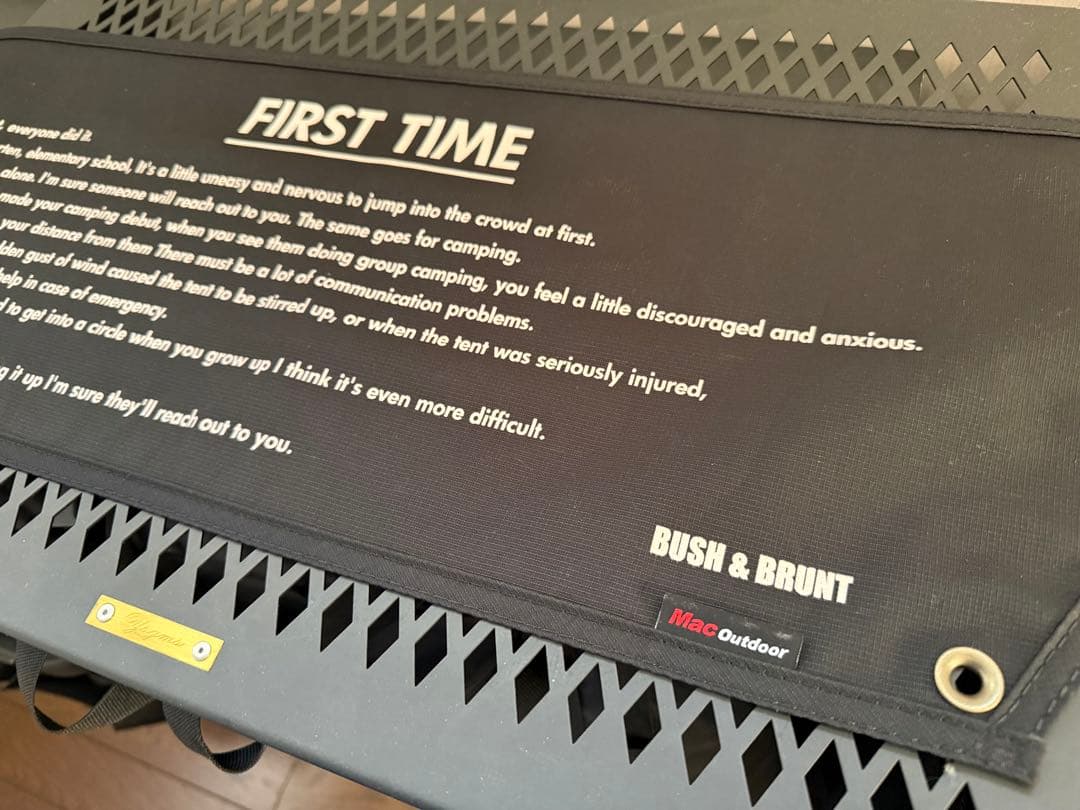 FIRST TIME
, everyone did it.
rten, elementary school, It's a little uneasy and nervous to jump into the crowd at first.
alone. I'm sure someone will reach out to you. The same goes for camping.
made your camping debut, when you see them doing group camping, you feel a little discouraged and anxious.
your distance from them There must be a lot of communication problems.
dden gust of wind caused the tent to be stirred up, or when the tent was seriously injured,
help in case of emergency.
d to get into a circle when you grow up I think it's even more difficult.
g it up I'm sure they'll reach out to you.
BUSH & BRUNT
Mac Outdoor